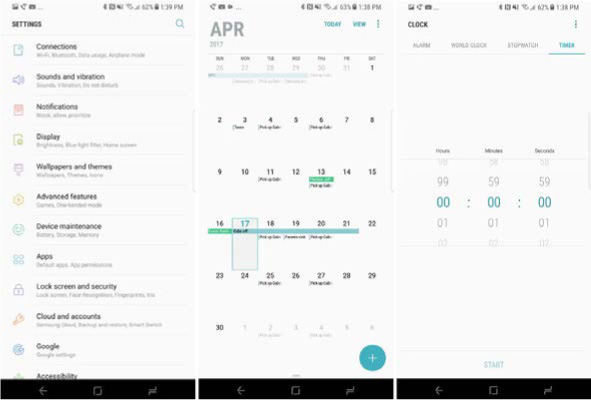 62% 1:39 PM
SETTINGS
Connections
Wi-Fi, Bluetooth, Data usage, Airplane mode
Sounds and vibration
Sounds, Vibration, Do not disturb
Notifications
Block, allow, prioritize
Display
Brightness, Blue light filter, Home screen
Wallpapers and themes
Wallpapers, Themes, Icons
Advanced features
Games, One-handed mode
Device maintenance
Battery, Storage, Memory
Apps
Default apps, App permissions
Lock screen and security
Lock screen, Face Recognition, Fingerprints, Iris
Cloud and accounts
Samsung Cloud, Backup and restore, Smart Switch
Google
Google settings
Accessibility
63% 1:38 PM
APR
2017
TODAY VIEW
SUN MON TUE WED THU FRI SAT
26 27 28 29 30 31 1
2 3 4 5 6 7 8
9 10 11 12 13 14 15
16 17 18 19 20 21 22
23 24 25 26 27 28 29
30 1 2 3 4 5 6
62% 1:38 PM
CLOCK
ALARM WORLD CLOCK STOPWATCH TIMER
Hours Minutes Seconds
98 58 58
99 59 59
00 : 00 : 00
01 01 01
02 02 02
START